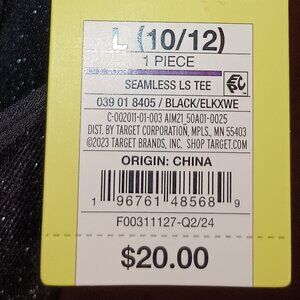 L (10/12)
1 PIECE
SEAMLESS LS TEE
039 01 8405 / BLACK/ELKXWE
C-002011-01-003 AIM21_50A01-0025
DIST. BY TARGET CORPORATION, MPLS., MN 55403
©2023 TARGET BRANDS, INC. SHOP TARGET.COM
ORIGIN: CHINA
1 96761 48568 9
F00311127-Q2/24
$20.00